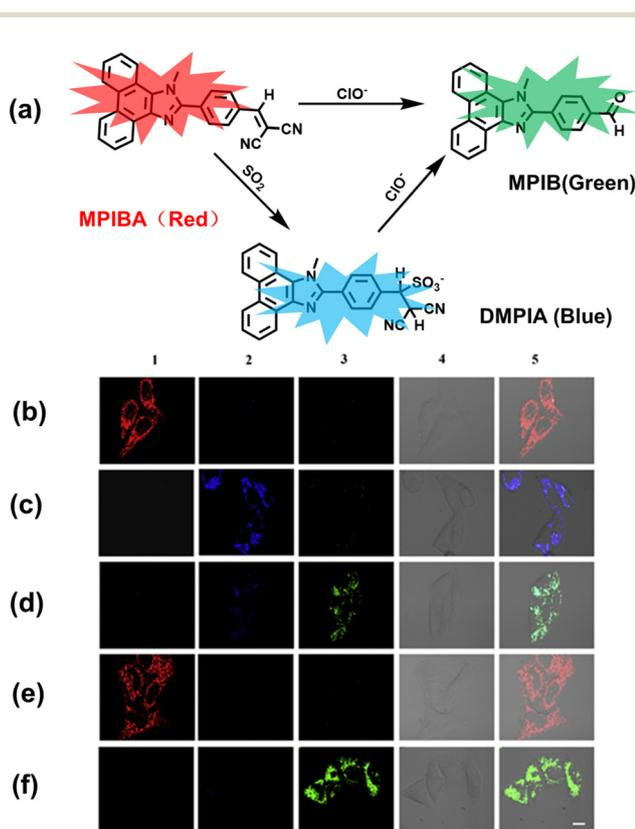 (a)
N
N
H
CN
NC
ClO⁻
N
N
O
H
MPIB(Green)
SO₂
ClO⁻
MPIBA（Red）
N
N
H
SO₃⁻
CN
NC
H
DMPIA (Blue)
1 2 3 4 5
(b)
(c)
(d)
(e)
(f)